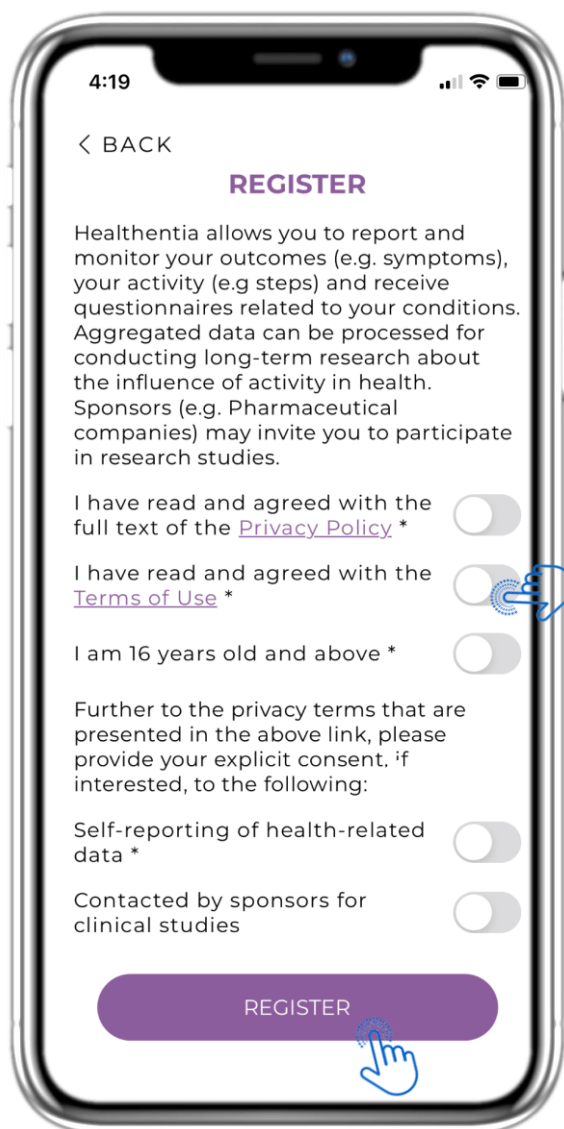 4:19
< BACK
REGISTER
Healthentia allows you to report and
monitor your outcomes (e.g. symptoms),
your activity (e.g steps) and receive
questionnaires related to your conditions.
Aggregated data can be processed for
conducting long-term research about
the influence of activity in health.
Sponsors (e.g. Pharmaceutical
companies) may invite you to participate
in research studies.
I have read and agreed with the
full text of the Privacy Policy *
I have read and agreed with the
Terms of Use *
I am 16 years old and above *
Further to the privacy terms that are
presented in the above link, please
provide your explicit consent, if
interested, to the following:
Self-reporting of health-related
data *
Contacted by sponsors for
clinical studies
REGISTER